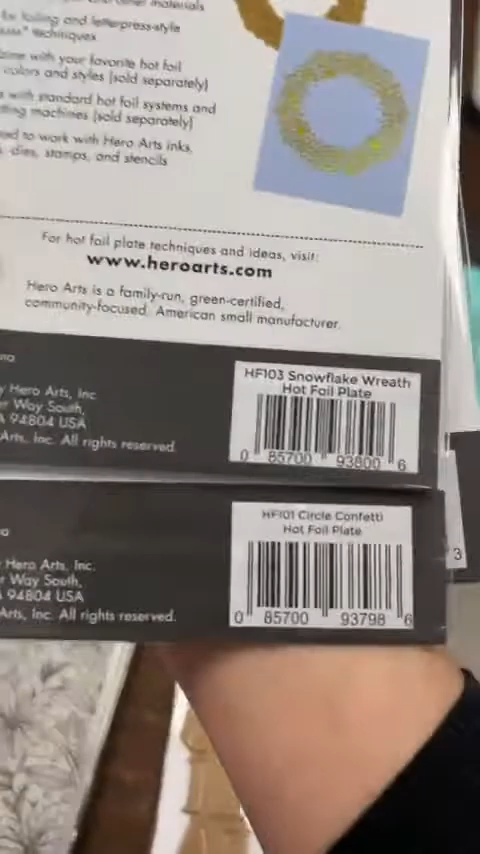 for foiling and letterpress-style
techniques
with your favorite hot foil
colors and styles (sold separately)
with standard hot foil systems and
machines (sold separately)
to work with Hero Arts inks,
dies, stamps, and stencils
For hot foil plate techniques and ideas, visit:
www.heroarts.com
Hero Arts is a family-run, green-certified,
community-focused, American small manufacturer.
Hero Arts, Inc
Way South,
94804 USA
Arts, Inc. All rights reserved.
HF103 Snowflake Wreath
Hot Foil Plate
0 85700 93800 6
Hero Arts, Inc.
Way South,
94804 USA
Arts, Inc. All rights reserved.
HF101 Circle Confetti
Hot Foil Plate
0 85700 93798 6
3